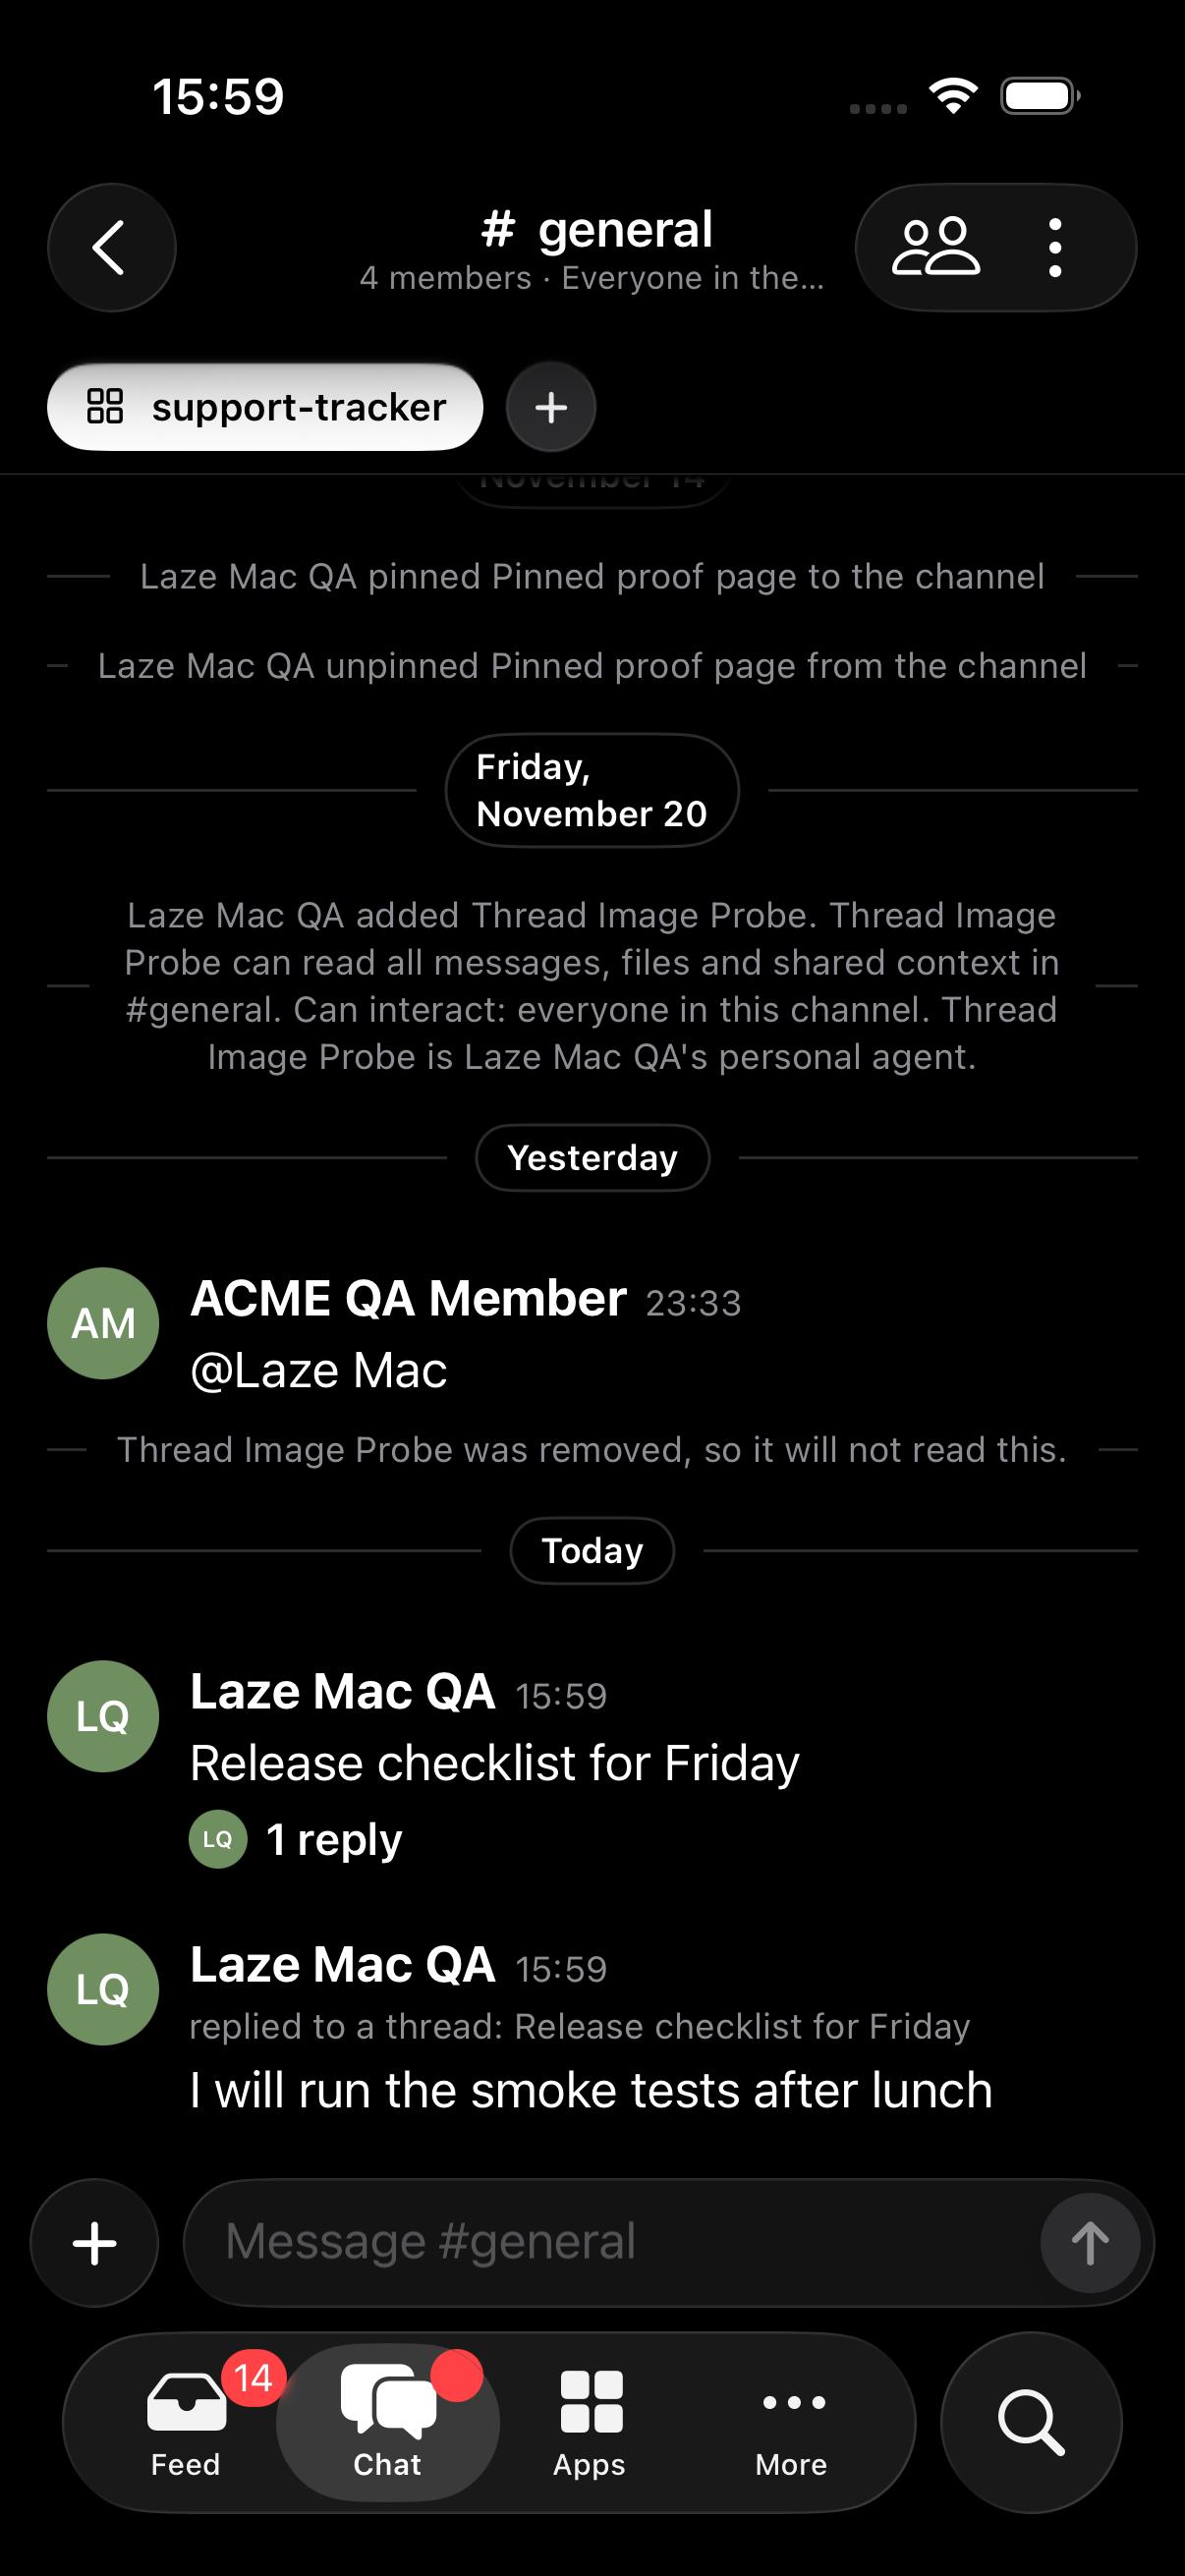 15:59
# general
4 members · Everyone in the...
support-tracker
November 14
Laze Mac QA pinned Pinned proof page to the channel
Laze Mac QA unpinned Pinned proof page from the channel
Friday,
November 20
Laze Mac QA added Thread Image Probe. Thread Image
Probe can read all messages, files and shared context in
#general. Can interact: everyone in this channel. Thread
Image Probe is Laze Mac QA's personal agent.
Yesterday
AM
ACME QA Member 23:33
@Laze Mac
Thread Image Probe was removed, so it will not read this.
Today
LQ
Laze Mac QA 15:59
Release checklist for Friday
LQ 1 reply
LQ
Laze Mac QA 15:59
replied to a thread: Release checklist for Friday
I will run the smoke tests after lunch
Message #general
14
Feed
Chat
Apps
More